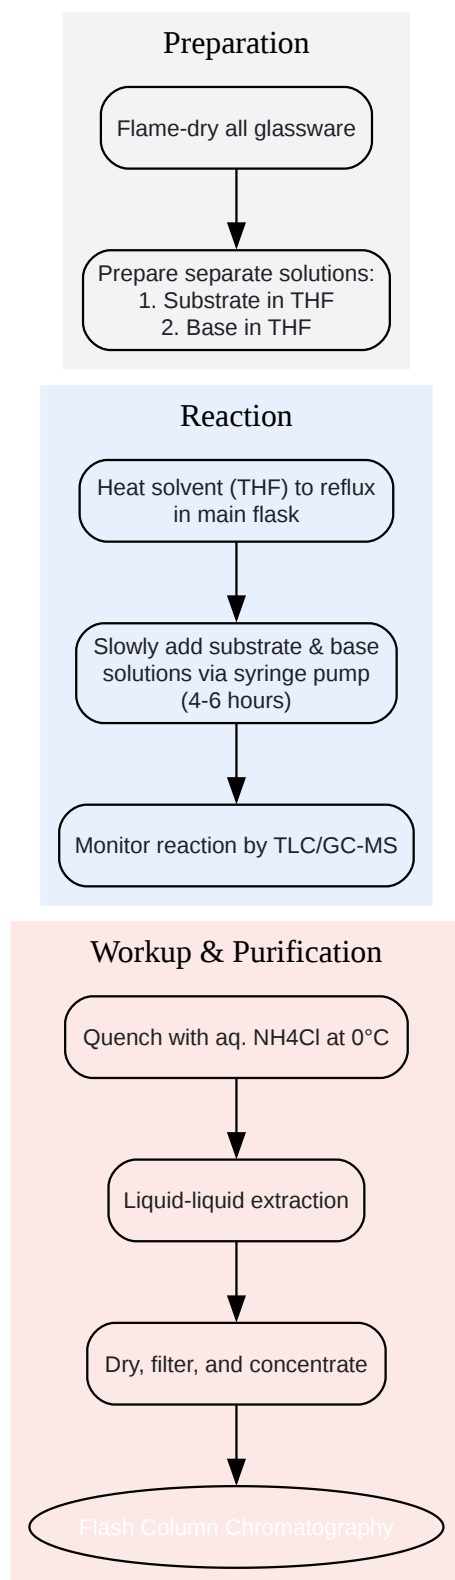 Preparation
Flame-dry all glassware
Prepare separate solutions:
1. Substrate in THF
2. Base in THF
Reaction
Heat solvent (THF) to reflux
in main flask
Slowly add substrate & base
solutions via syringe pump
(4-6 hours)
Monitor reaction by TLC/GC-MS
Workup & Purification
Quench with aq. NH4Cl at 0°C
Liquid-liquid extraction
Dry, filter, and concentrate
Flash Column Chromatography